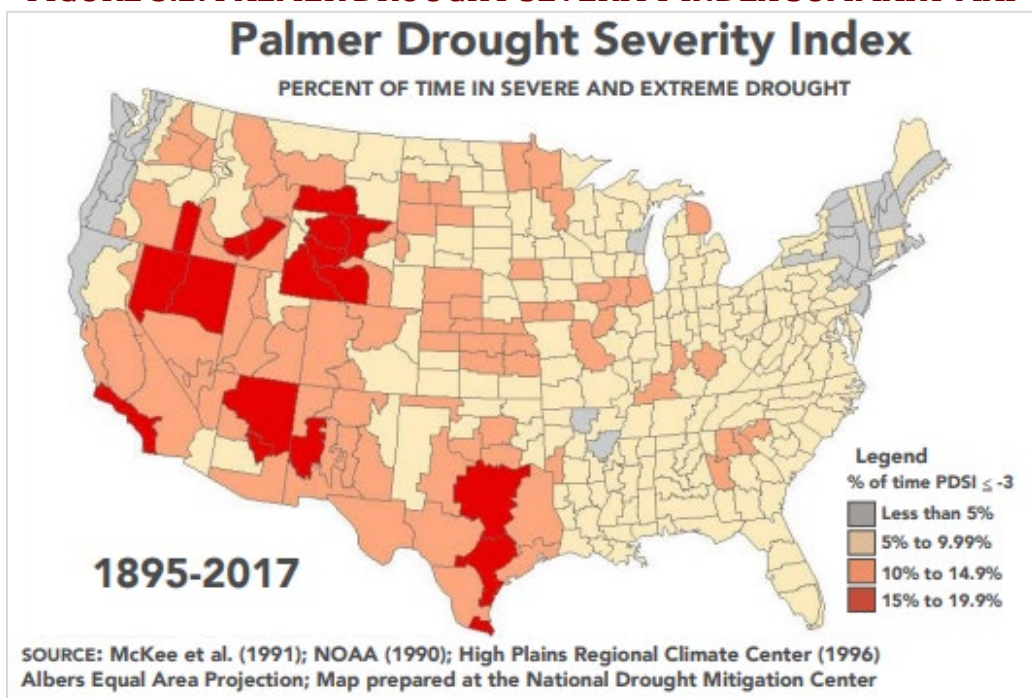 Palmer Drought Severity Index
PERCENT OF TIME IN SEVERE AND EXTREME DROUGHT
Legend
% of time PDSI ≤ -3
Less than 5%
5% to 9.99%
10% to 14.9%
15% to 19.9%
1895-2017
SOURCE: McKee et al. (1991); NOAA (1990); High Plains Regional Climate Center (1996)
Albers Equal Area Projection; Map prepared at the National Drought Mitigation Center